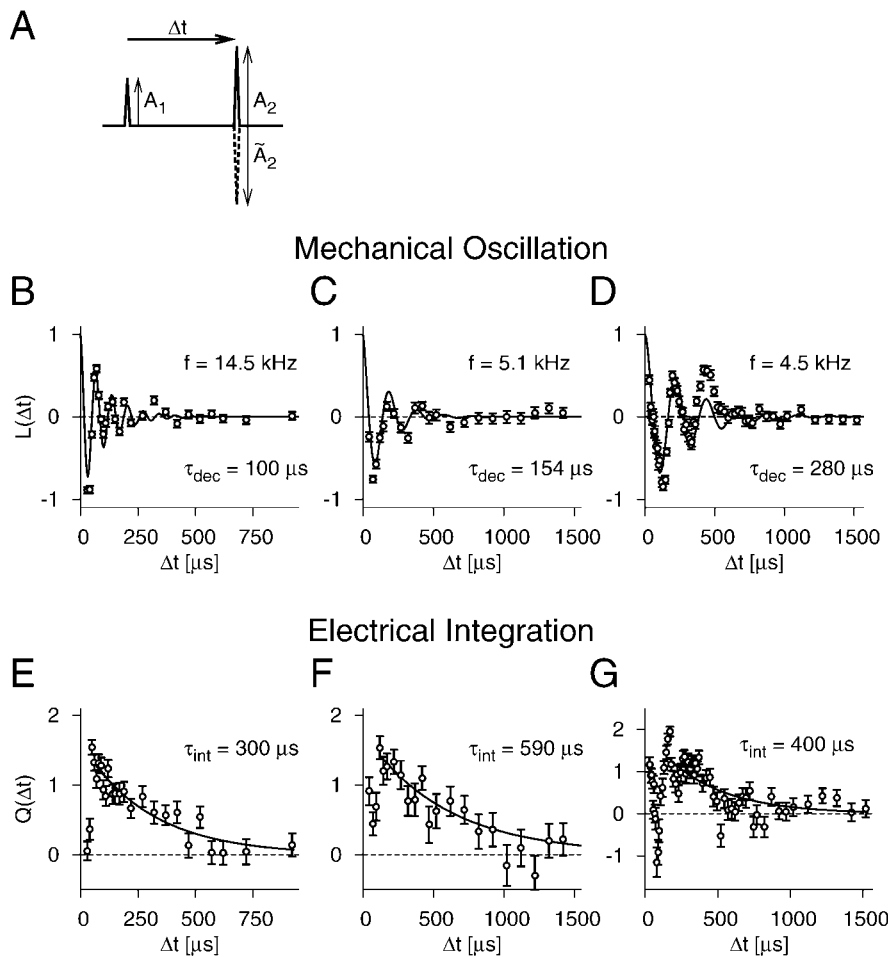 A
Δt
A1
A2
Ã2
Mechanical Oscillation
B
C
D
1
0
-1
L(Δt)
f = 14.5 kHz
τdec = 100 μs
0 250 500 750
Δt [μs]
1
0
-1
f = 5.1 kHz
τdec = 154 μs
0 500 1000 1500
Δt [μs]
1
0
-1
f = 4.5 kHz
τdec = 280 μs
0 500 1000 1500
Δt [μs]
Electrical Integration
E
F
G
2
1
0
Q(Δt)
τint = 300 μs
0 250 500 750
Δt [μs]
2
1
0
τint = 590 μs
0 500 1000 1500
Δt [μs]
2
1
0
-1
τint = 400 μs
0 500 1000 1500
Δt [μs]